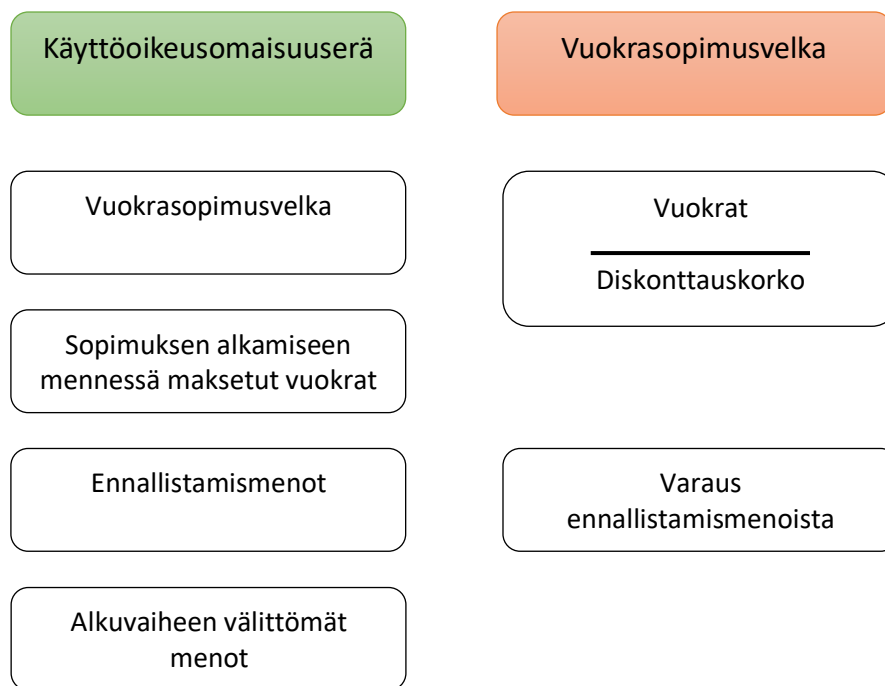 Käyttöoikeusomaisuuserä
Vuokrasopimusvelka
Vuokrasopimusvelka
Vuokrat
Diskonttauskorko
Sopimuksen alkamiseen
mennessä maksetut vuokrat
Ennallistamismenot
Varaus
ennallistamismenoista
Alkuvaiheen välittömät
menot